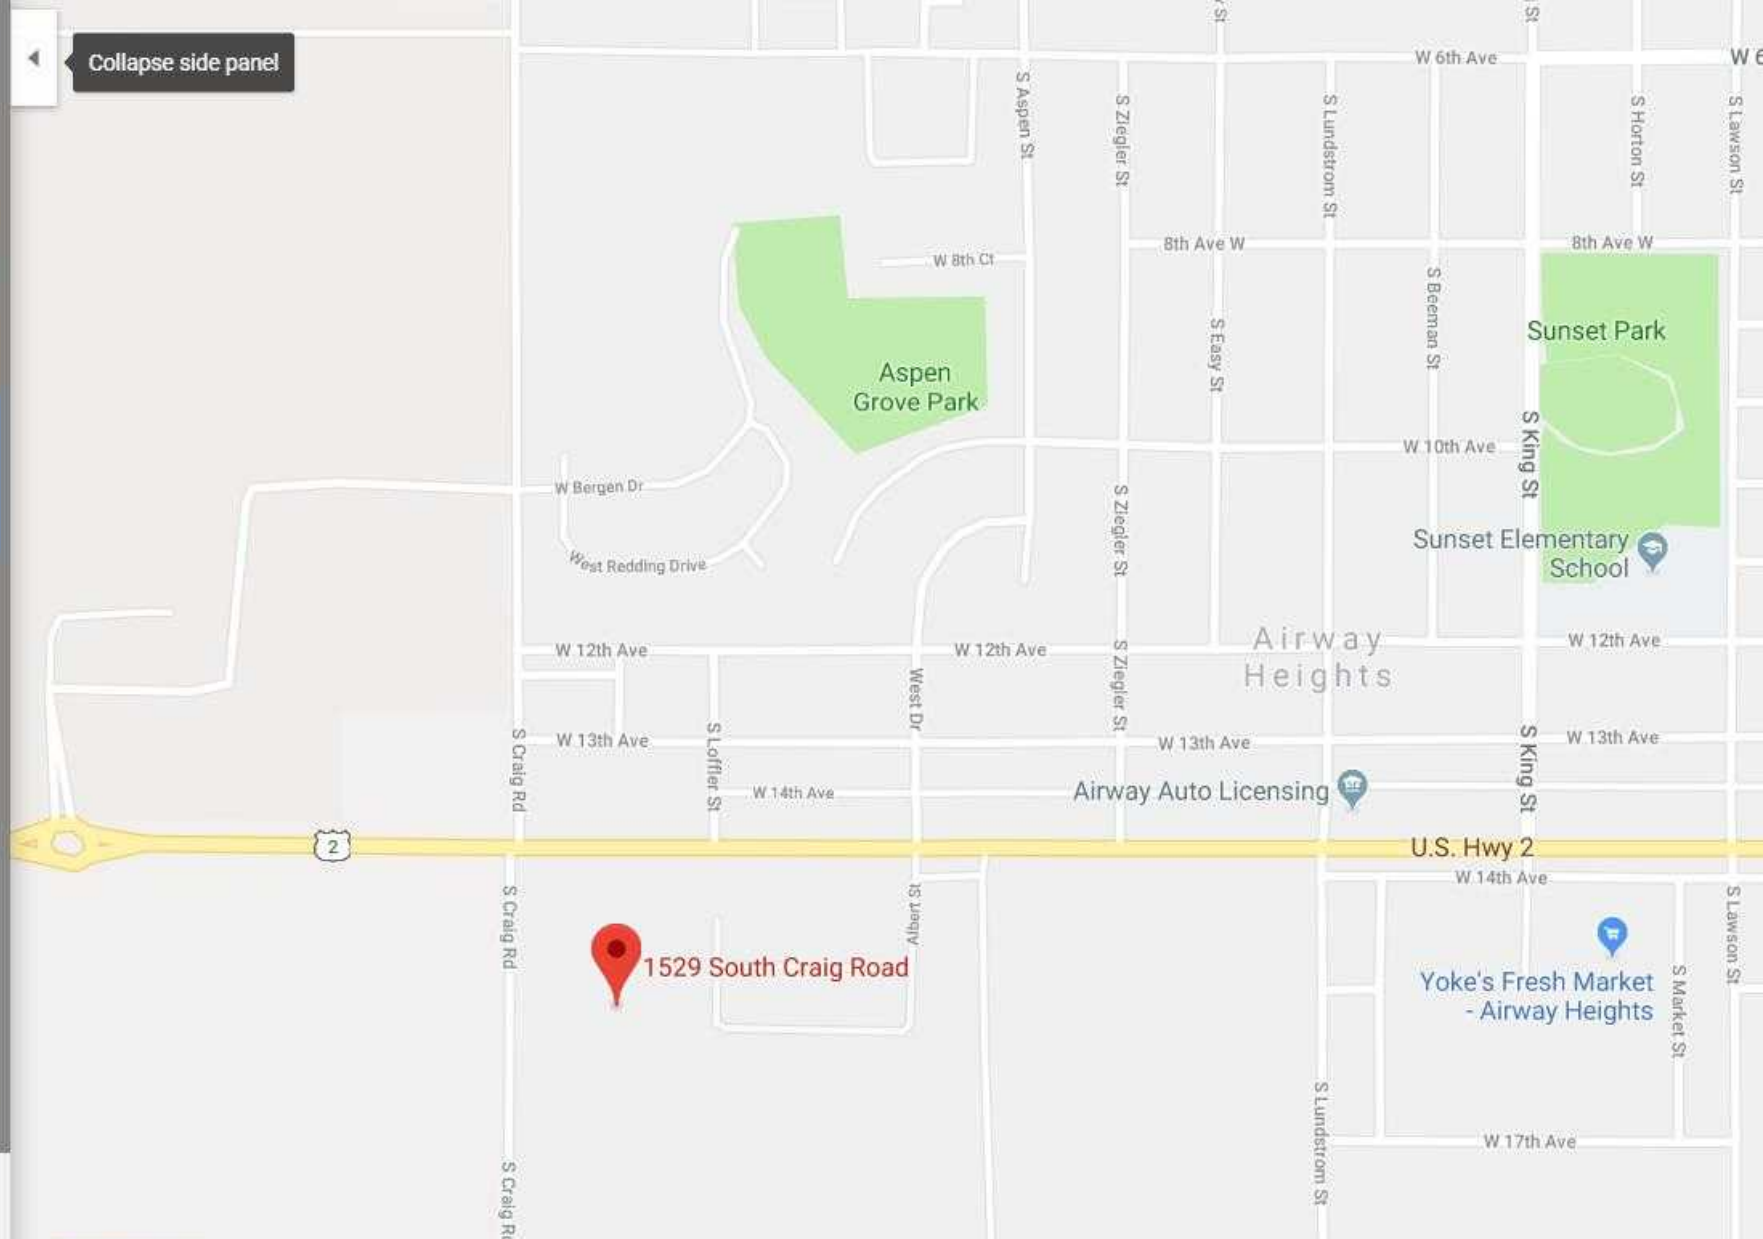 Collapse side panel
St
St
W 6th Ave
W 6
S Aspen St
S Ziegler St
S Lundstrom St
S Horton St
S Lawson St
8th Ave W
8th Ave W
W 8th Ct
S Easy St
S Beeman St
Sunset Park
Aspen
Grove Park
W 10th Ave
S King St
W Bergen Dr
S Ziegler St
Sunset Elementary
School
West Redding Drive
W 12th Ave
W 12th Ave
S Ziegler St
Airway
Heights
W 12th Ave
West Dr
S Craig Rd
W 13th Ave
S Loffler St
W 13th Ave
S King St
W 13th Ave
W 14th Ave
Airway Auto Licensing
2
U.S. Hwy 2
W 14th Ave
S Craig Rd
Albert St
S Lawson St
1529 South Craig Road
Yoke's Fresh Market
- Airway Heights
S Market St
S Lundstrom St
W 17th Ave
S Craig R